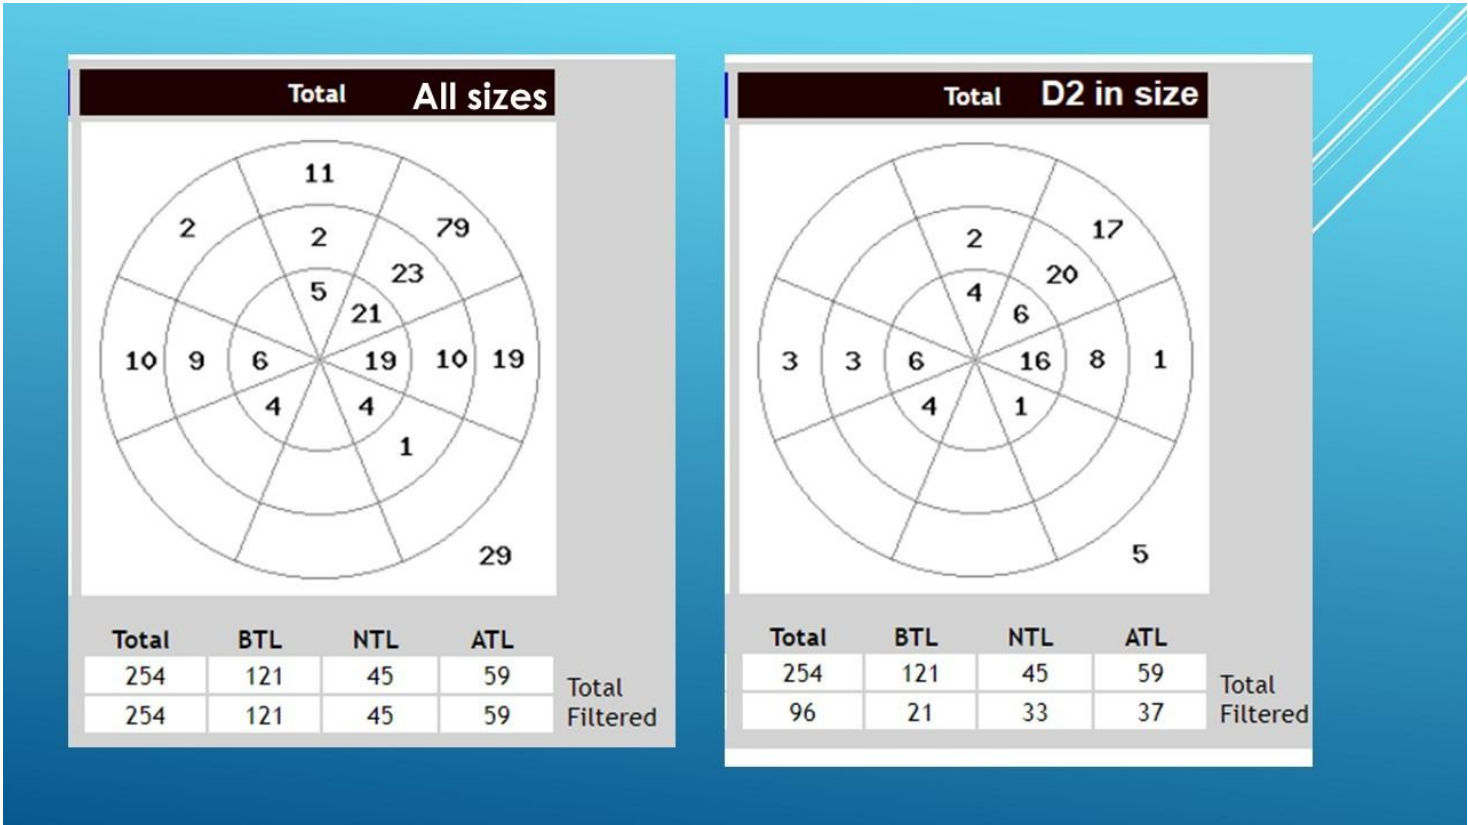 Total All sizes
11
2
79
2
23
5
21
10 9 6 19 10 19
4 4
1
29
Total BTL NTL ATL
254 121 45 59 Total
254 121 45 59 Filtered
Total D2 in size
17
2
20
4
6
3 3 6 16 8 1
4 1
5
Total BTL NTL ATL
254 121 45 59 Total
96 21 33 37 Filtered